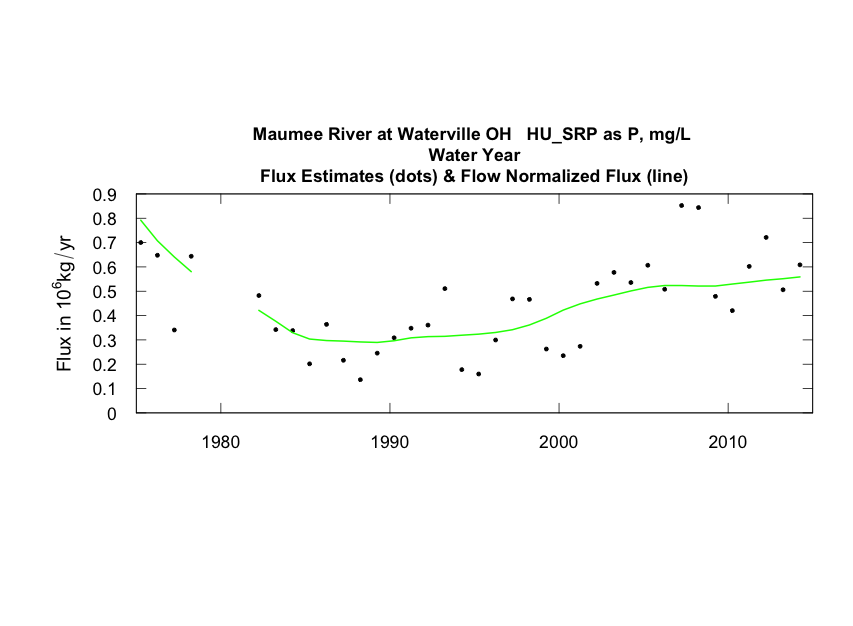 Maumee River at Waterville OH   HU_SRP as P, mg/L
Water Year
Flux Estimates (dots) & Flow Normalized Flux (line)
Flux in 10⁶kg/yr
0.9
0.8
0.7
0.6
0.5
0.4
0.3
0.2
0.1
0
1980 1990 2000 2010